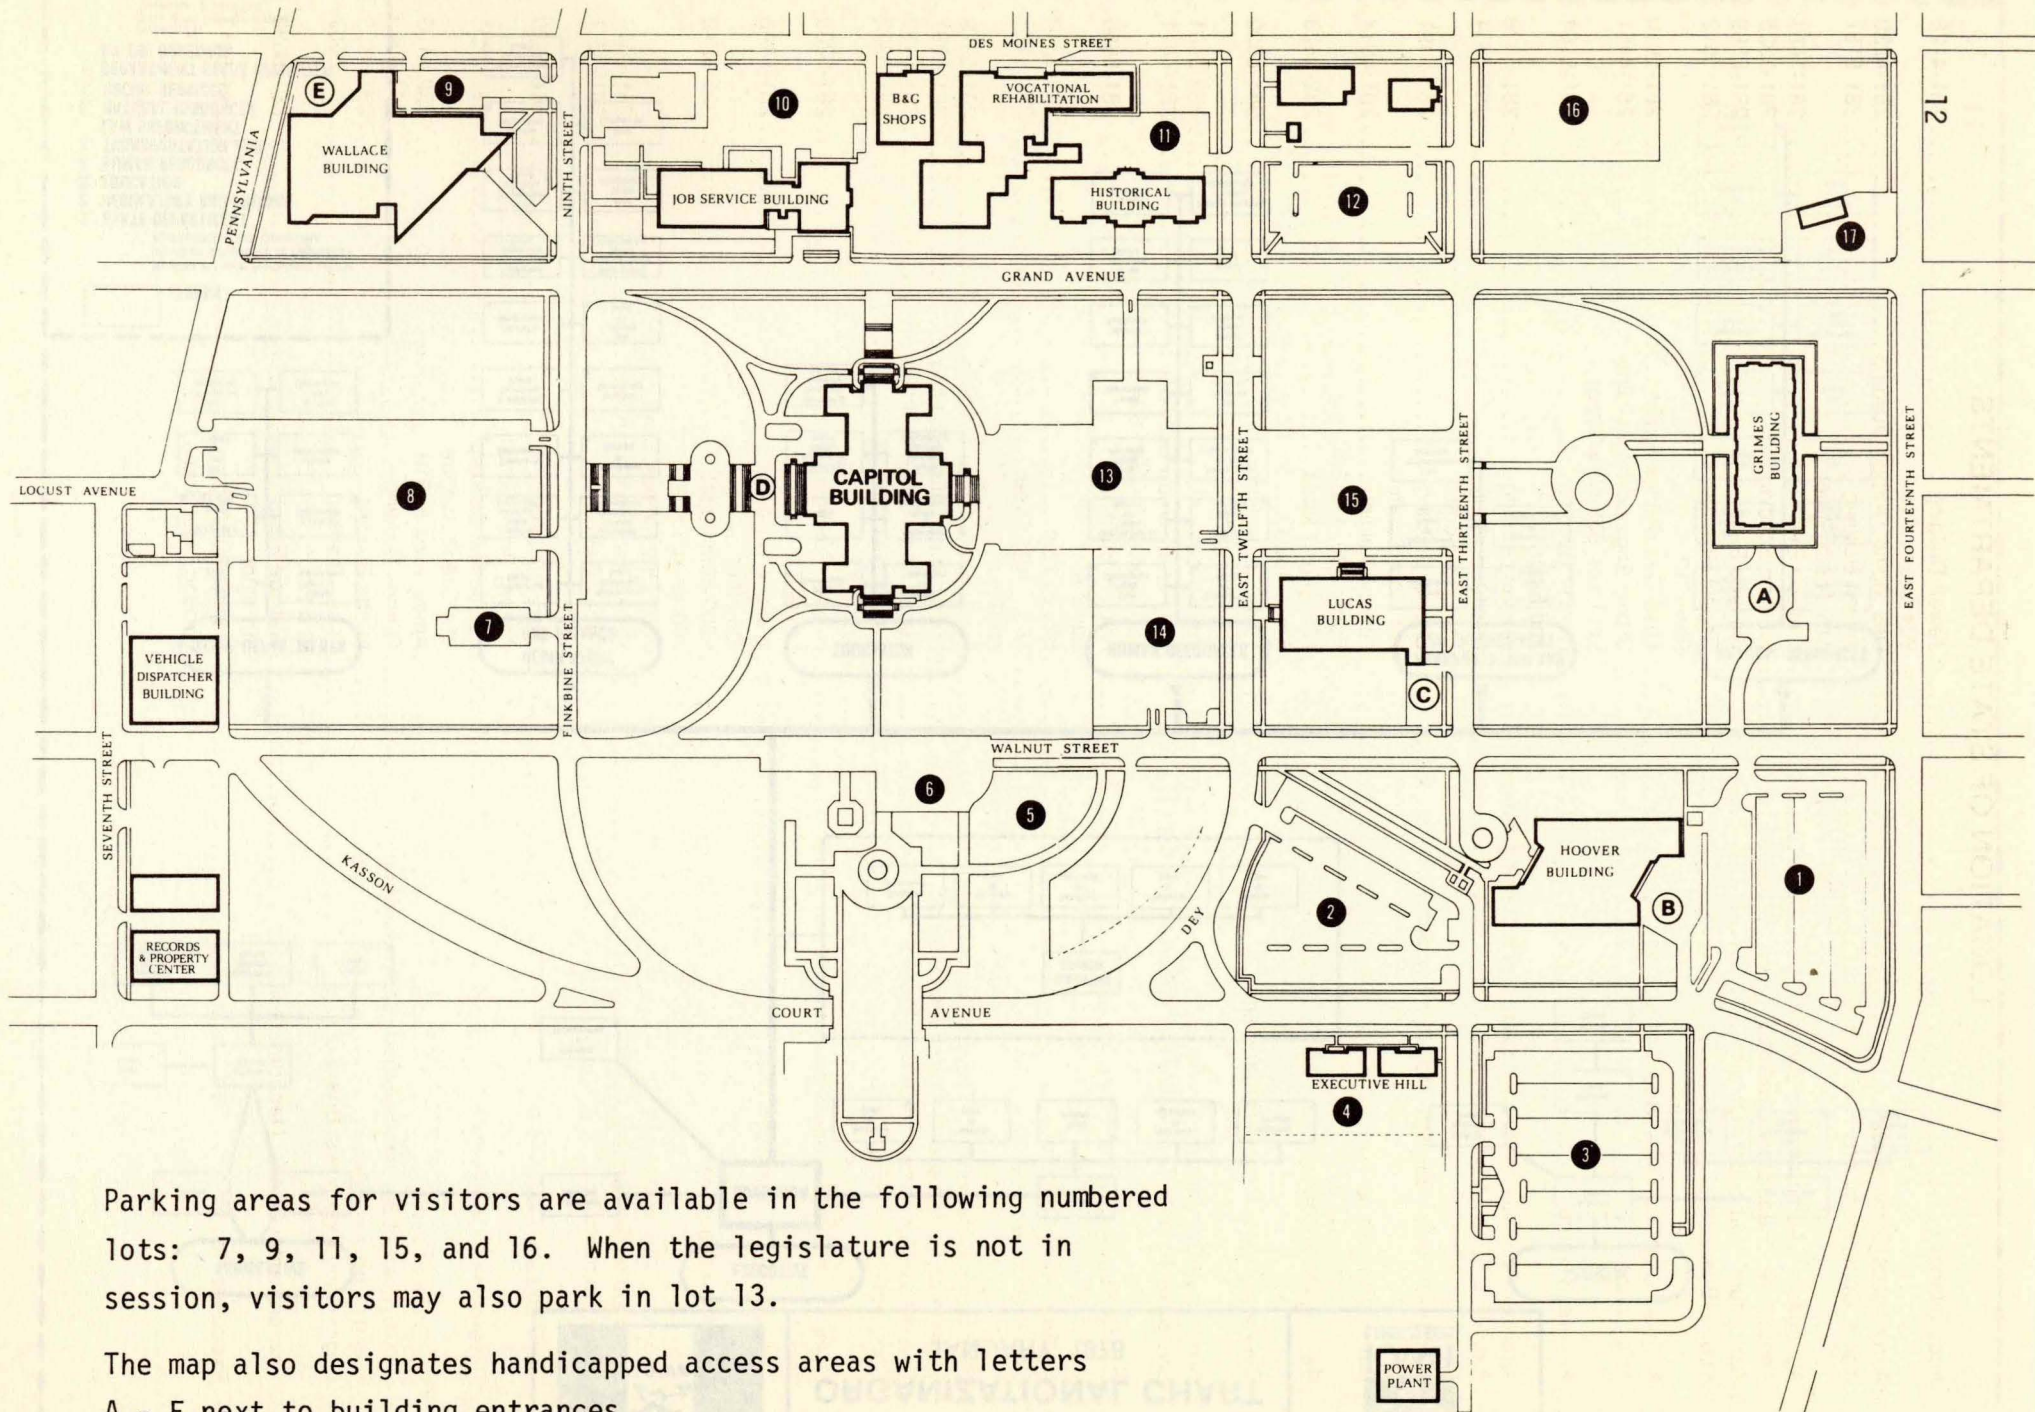 12
DES MOINES STREET
E
9
10
B&G
SHOPS
VOCATIONAL
REHABILITATION
11
16
WALLACE
BUILDING
PENNSYLVANIA
NINTH STREET
JOB SERVICE BUILDING
HISTORICAL
BUILDING
12
17
GRAND AVENUE
LOCUST AVENUE
8
D
CAPITOL
BUILDING
13
EAST TWELFTH STREET
15
EAST THIRTEENTH STREET
GRIMES
BUILDING
EAST FOURTEENTH STREET
7
FINKBINE STREET
14
LUCAS
BUILDING
A
C
VEHICLE
DISPATCHER
BUILDING
SEVENTH STREET
WALNUT STREET
6
5
KASSON
DEY
2
HOOVER
BUILDING
B
1
RECORDS
& PROPERTY
CENTER
COURT AVENUE
EXECUTIVE HILL
4
3
POWER
PLANT
Parking areas for visitors are available in the following numbered
lots: 7, 9, 11, 15, and 16. When the legislature is not in
session, visitors may also park in lot 13.
The map also designates handicapped access areas with letters
A - E next to building entrances